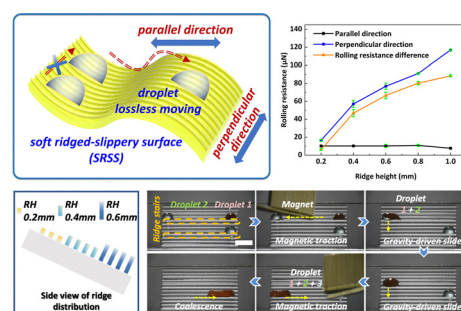 parallel direction
droplet
lossless moving
soft ridged-slippery surface
(SRSS)
perpendicular
direction
Parallel direction
Perpendicular direction
Rolling resistance difference
Rolling resistance (μN)
140
120
100
80
60
40
20
0
0.2
0.4
0.6
0.8
1.0
Ridge height (mm)
RH
0.2mm
RH
0.4mm
RH
0.6mm
Side view of ridge
distribution
Ridge stairs
Droplet 2
Droplet 1
Magnet
Magnetic traction
Droplet
1 + 2
Gravity-driven slide
Coalescence
Droplet
Magnetic traction
Gravity-driven slide